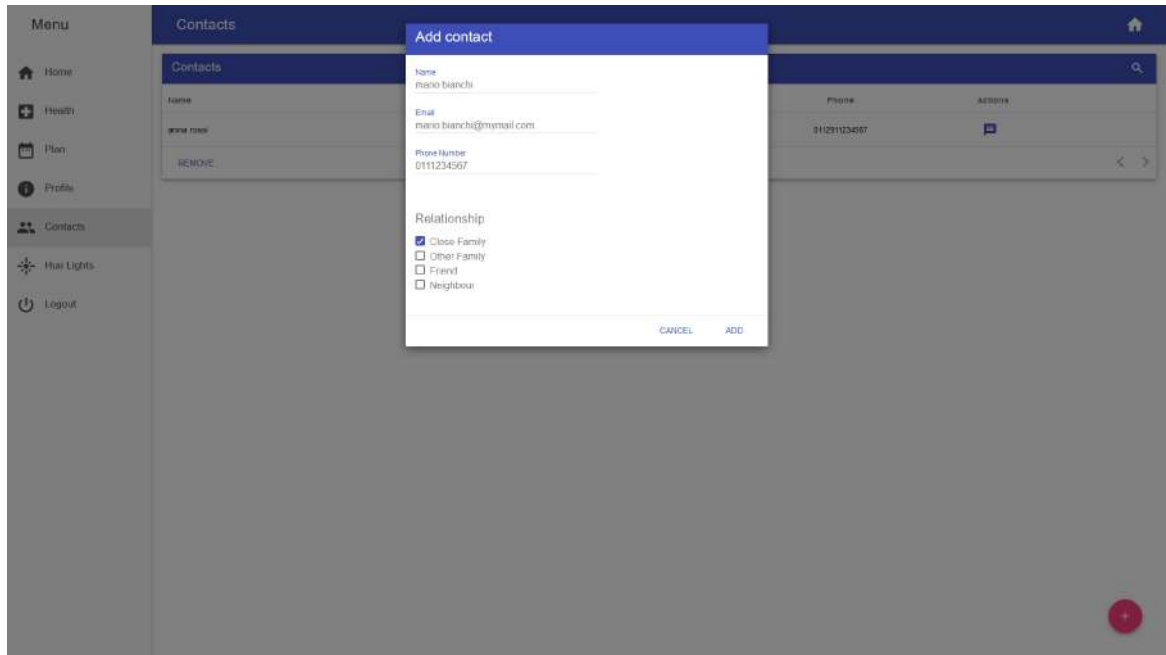 Menu
Contacts
Home
Health
Plan
Profile
Contacts
Hue Lights
Logout
Contacts
Name
Phone
Actions
anna rossi
REMOVE
Add contact
Name
mario bianchi
Email
mario.bianchi@mymail.com
Phone Number
0111234567
Relationship
Close Family
Other Family
Friend
Neighbour
CANCEL
ADD